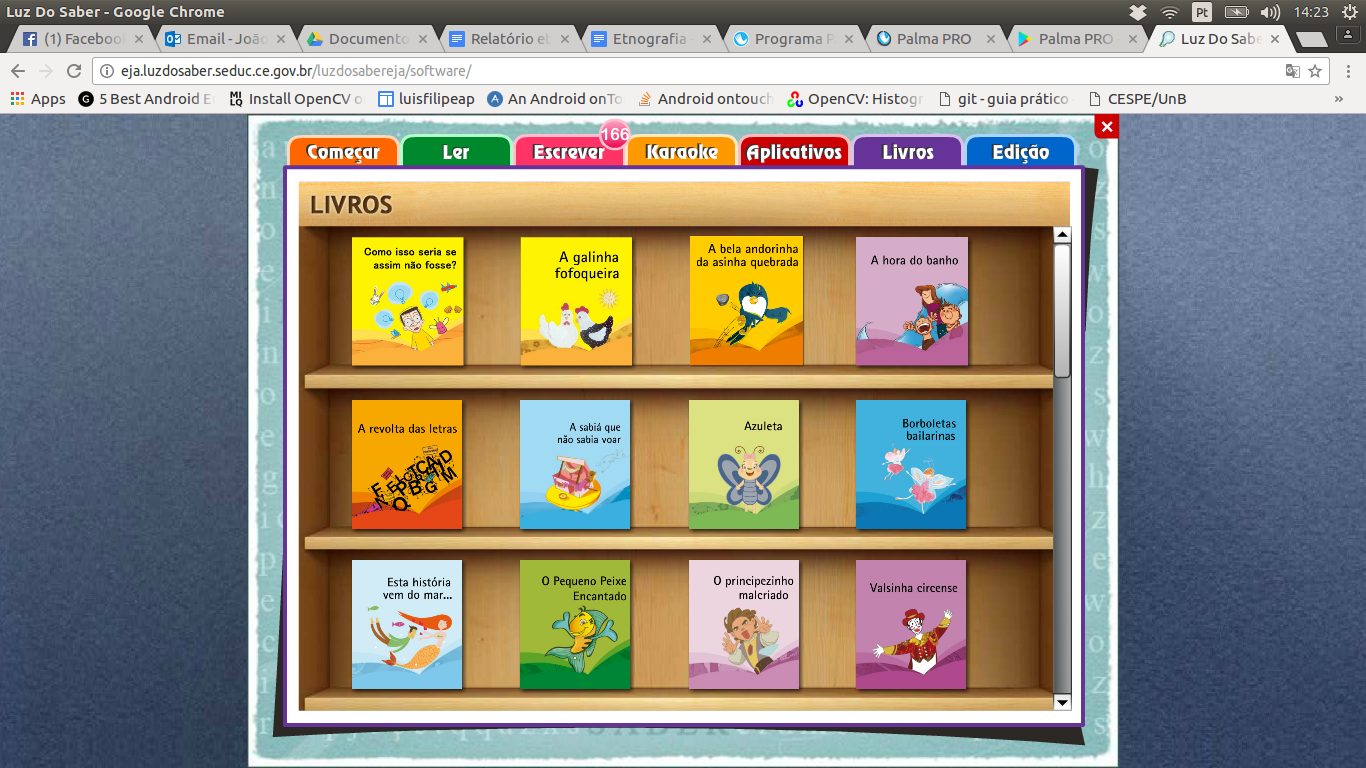 Luz Do Saber - Google Chrome
Pt
14:23
(1) Faceboo
Email - Joã
Documento
Relatório et
Etnografia -
Programa P
Palma PRO
Palma PRO
Luz Do Sabe
eja.luzdosaber.seduc.ce.gov.br/luzdosabereja/software/
Apps
5 Best Android E
Install OpenCV o
luisfilipeap
An Android onTo
Android ontouch
OpenCV: Histogr
git - guia prático
CESPE/UnB
»
Começar
Ler
Escrever
166
Karaoke
Aplicativos
Livros
Edição
LIVROS
Como isso seria se
assim não fosse?
A galinha
fofoqueira
A bela andorinha
da asinha quebrada
A hora do banho
A revolta das letras
A sabiá que
não sabia voar
Azuleta
Borboletas
bailarinas
Esta história
vem do mar...
O Pequeno Peixe
Encantado
O principezinho
malcriado
Valsinha circense